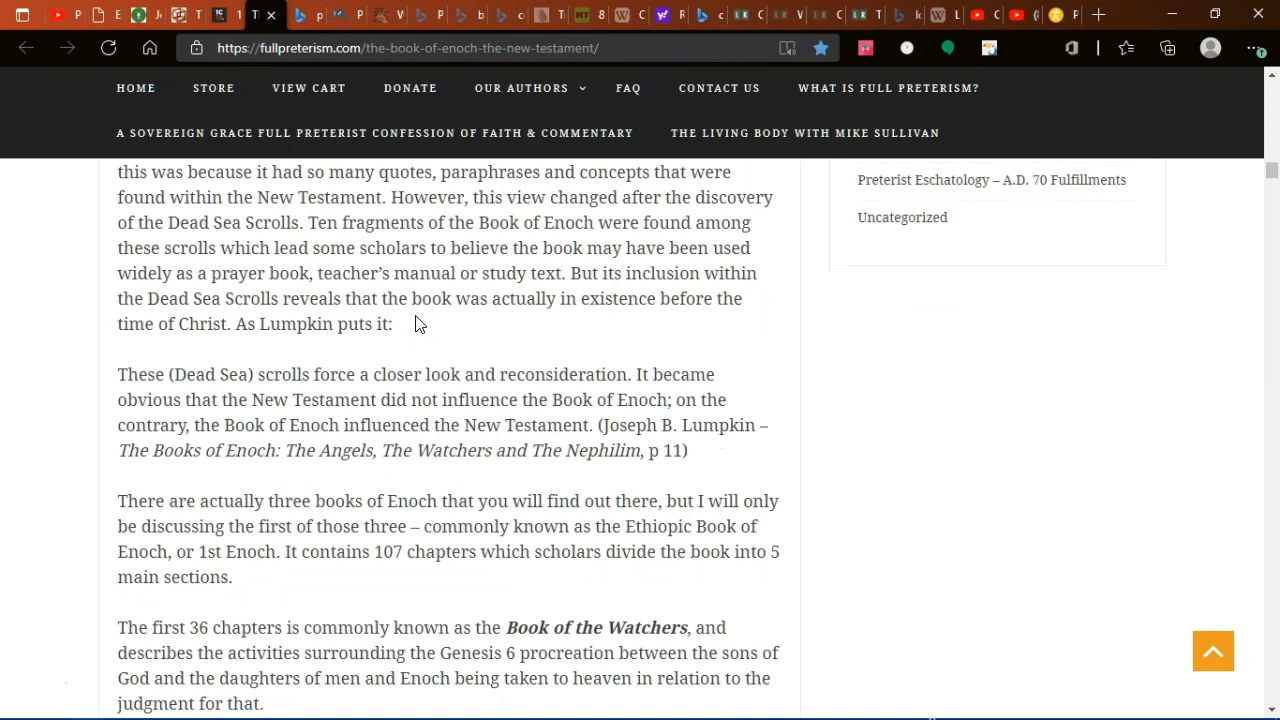 https://fullpreterism.com/the-book-of-enoch-the-new-testament/
HOME STORE VIEW CART DONATE OUR AUTHORS FAQ CONTACT US WHAT IS FULL PRETERISM?
A SOVEREIGN GRACE FULL PRETERIST CONFESSION OF FAITH & COMMENTARY THE LIVING BODY WITH MIKE SULLIVAN
this was because it had so many quotes, paraphrases and concepts that were
found within the New Testament. However, this view changed after the discovery
of the Dead Sea Scrolls. Ten fragments of the Book of Enoch were found among
these scrolls which lead some scholars to believe the book may have been used
widely as a prayer book, teacher's manual or study text. But its inclusion within
the Dead Sea Scrolls reveals that the book was actually in existence before the
time of Christ. As Lumpkin puts it:
These (Dead Sea) scrolls force a closer look and reconsideration. It became
obvious that the New Testament did not influence the Book of Enoch; on the
contrary, the Book of Enoch influenced the New Testament. (Joseph B. Lumpkin –
The Books of Enoch: The Angels, The Watchers and The Nephilim, p 11)
There are actually three books of Enoch that you will find out there, but I will only
be discussing the first of those three – commonly known as the Ethiopic Book of
Enoch, or 1st Enoch. It contains 107 chapters which scholars divide the book into 5
main sections.
The first 36 chapters is commonly known as the Book of the Watchers, and
describes the activities surrounding the Genesis 6 procreation between the sons of
God and the daughters of men and Enoch being taken to heaven in relation to the
judgment for that.
Preterist Eschatology – A.D. 70 Fulfillments
Uncategorized